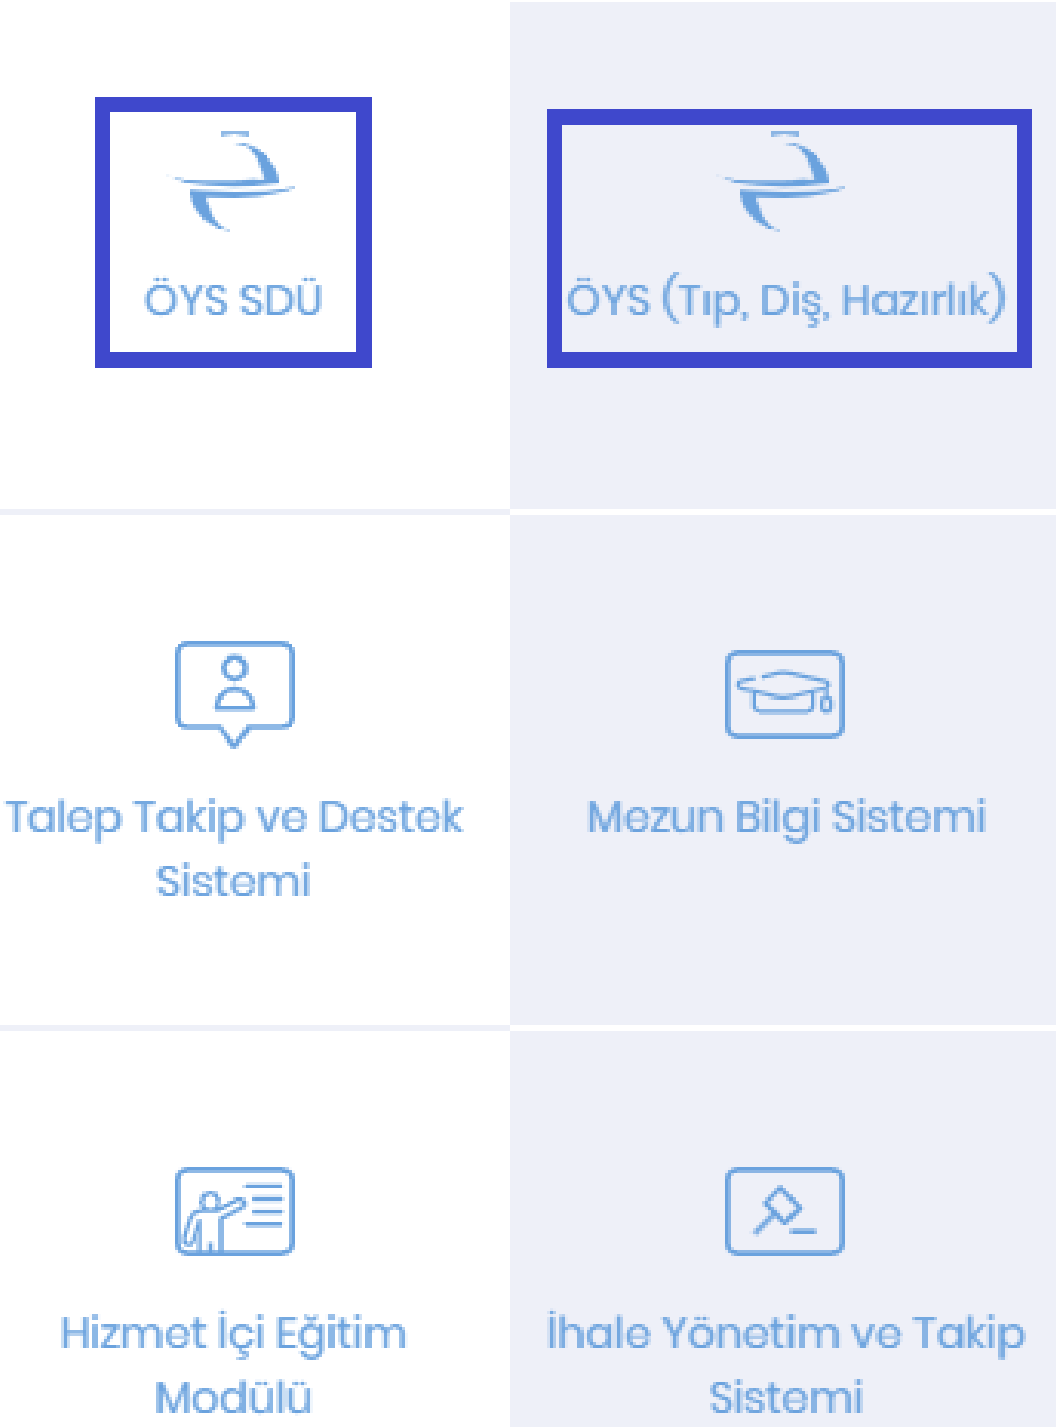 ÖYS SDÜ
ÖYS (Tıp, Diş, Hazırlık)
Talep Takip ve Destek
Sistemi
Mezun Bilgi Sistemi
Hizmet İçi Eğitim
Modülü
İhale Yönetim ve Takip
Sistemi